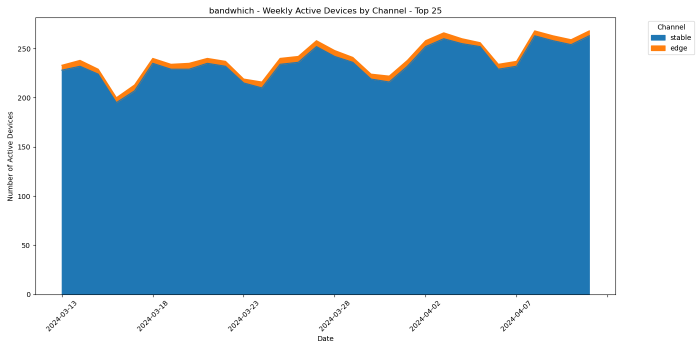 bandwhich - Weekly Active Devices by Channel - Top 25
Channel
stable
edge
Number of Active Devices
250
200
150
100
50
0
2024-03-13
2024-03-18
2024-03-23
2024-03-28
2024-04-02
2024-04-07
Date